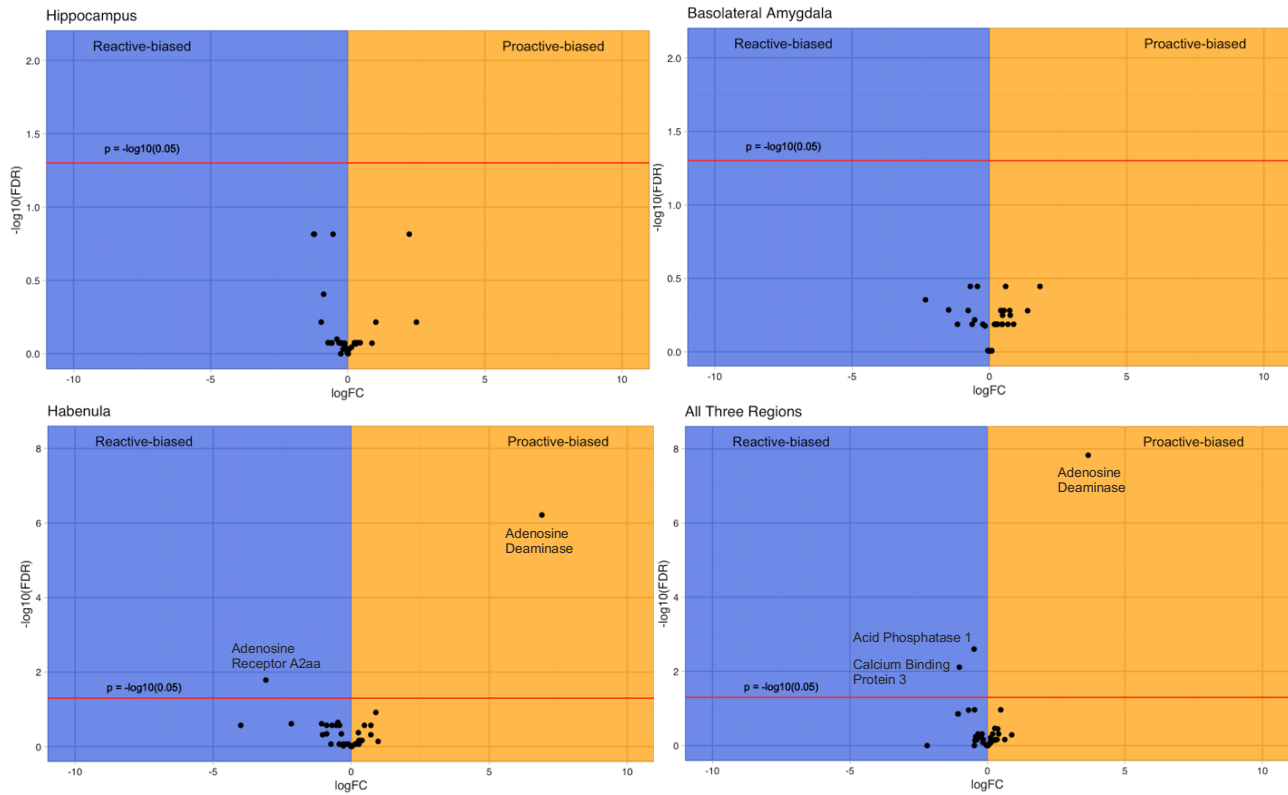 Hippocampus
Reactive-biased
Proactive-biased
p = -log10(0.05)
-log10(FDR)
2.0
1.5
1.0
0.5
0.0
-10
-5
0
5
10
logFC
Basolateral Amygdala
Reactive-biased
Proactive-biased
p = -log10(0.05)
-log10(FDR)
2.0
1.5
1.0
0.5
0.0
-10
-5
0
5
10
logFC
Habenula
Reactive-biased
Proactive-biased
Adenosine
Deaminase
Adenosine
Receptor A2aa
p = -log10(0.05)
-log10(FDR)
8
6
4
2
0
-10
-5
0
5
10
logFC
All Three Regions
Reactive-biased
Proactive-biased
Adenosine
Deaminase
Acid Phosphatase 1
Calcium Binding
Protein 3
p = -log10(0.05)
-log10(FDR)
8
6
4
2
0
-10
-5
0
5
10
logFC